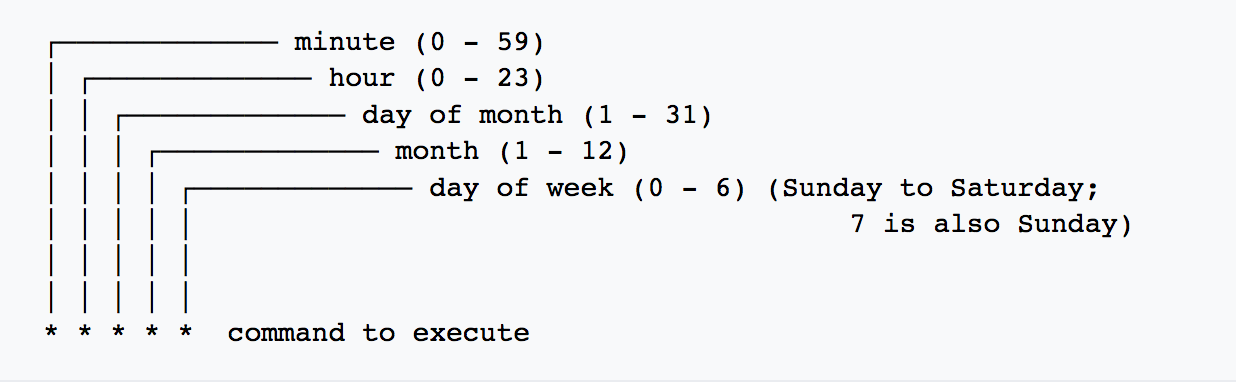 minute (0 - 59)
hour (0 - 23)
day of month (1 - 31)
month (1 - 12)
day of week (0 - 6) (Sunday to Saturday;
7 is also Sunday)
* * * * * command to execute